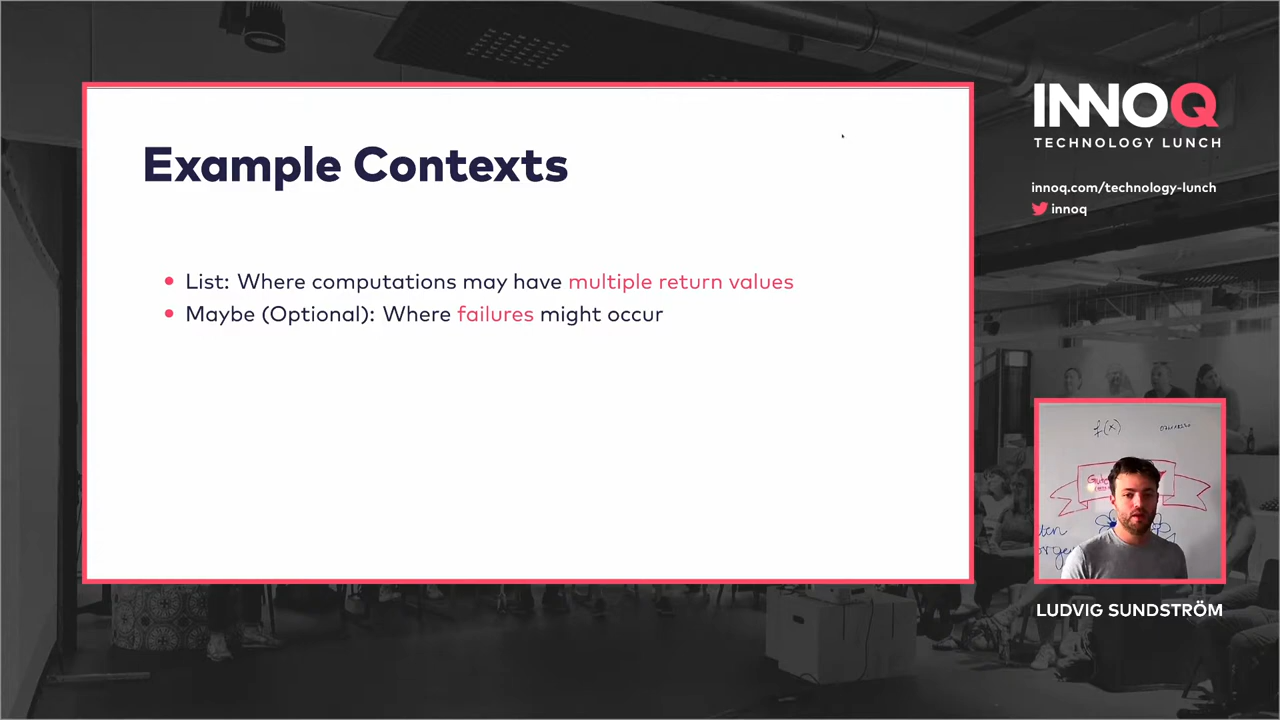 Example Contexts
List: Where computations may have multiple return values
Maybe (Optional): Where failures might occur
INNOQ
TECHNOLOGY LUNCH
innoq.com/technology-lunch
innoq
f(x)
LUDVIG SUNDSTRÖM